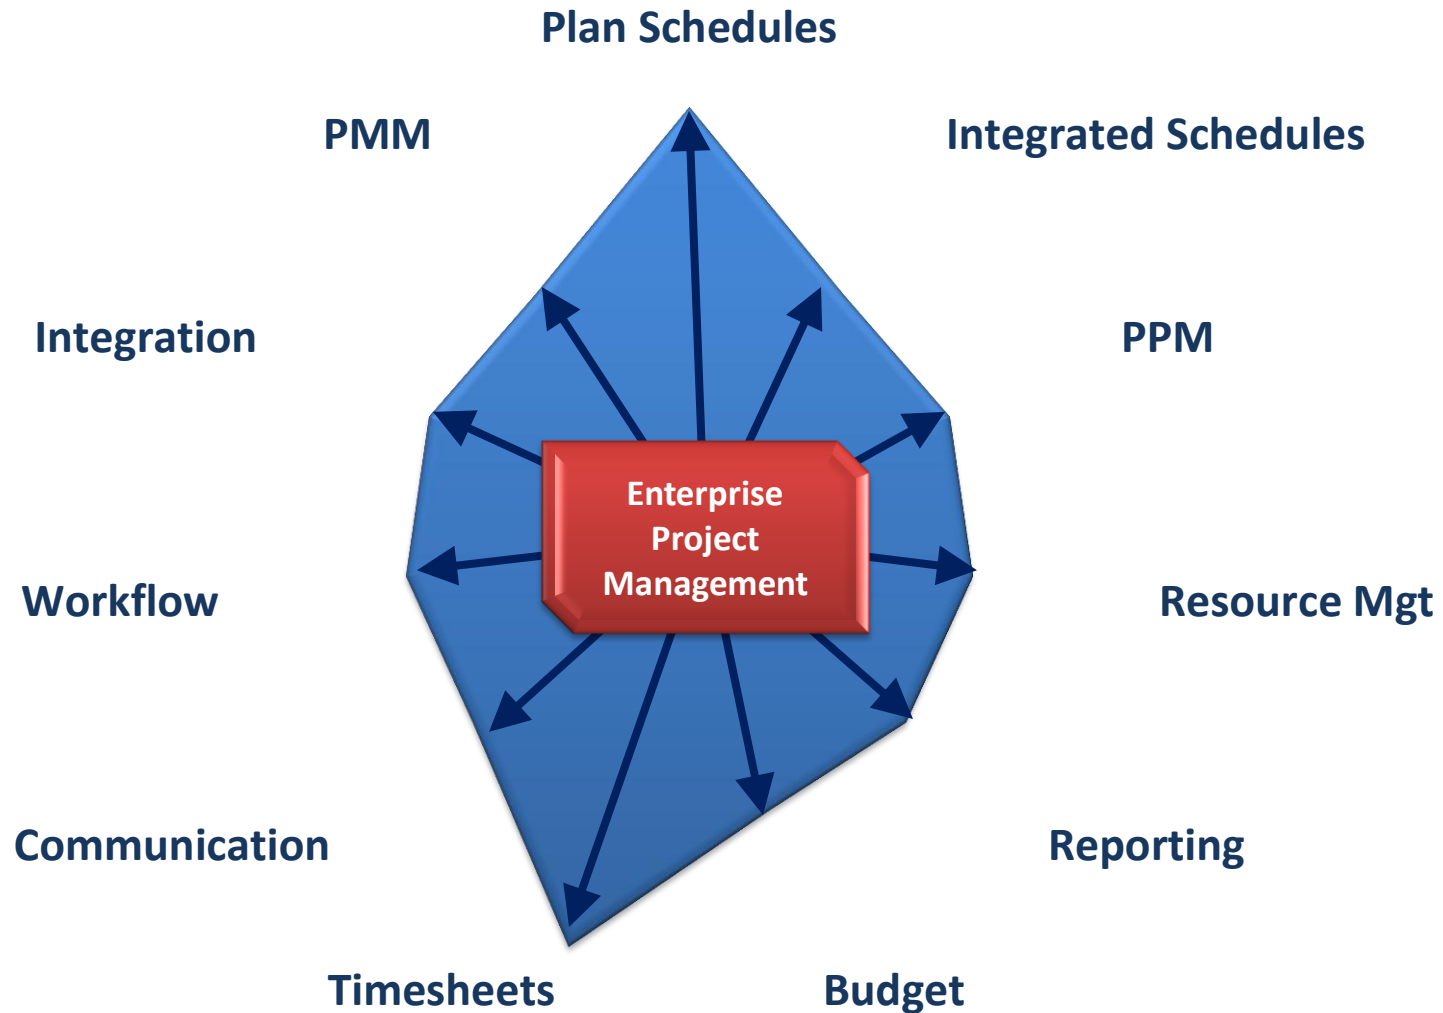 Plan Schedules
PMM
Integrated Schedules
Integration
PPM
Enterprise
Project
Management
Workflow
Resource Mgt
Communication
Reporting
Timesheets
Budget